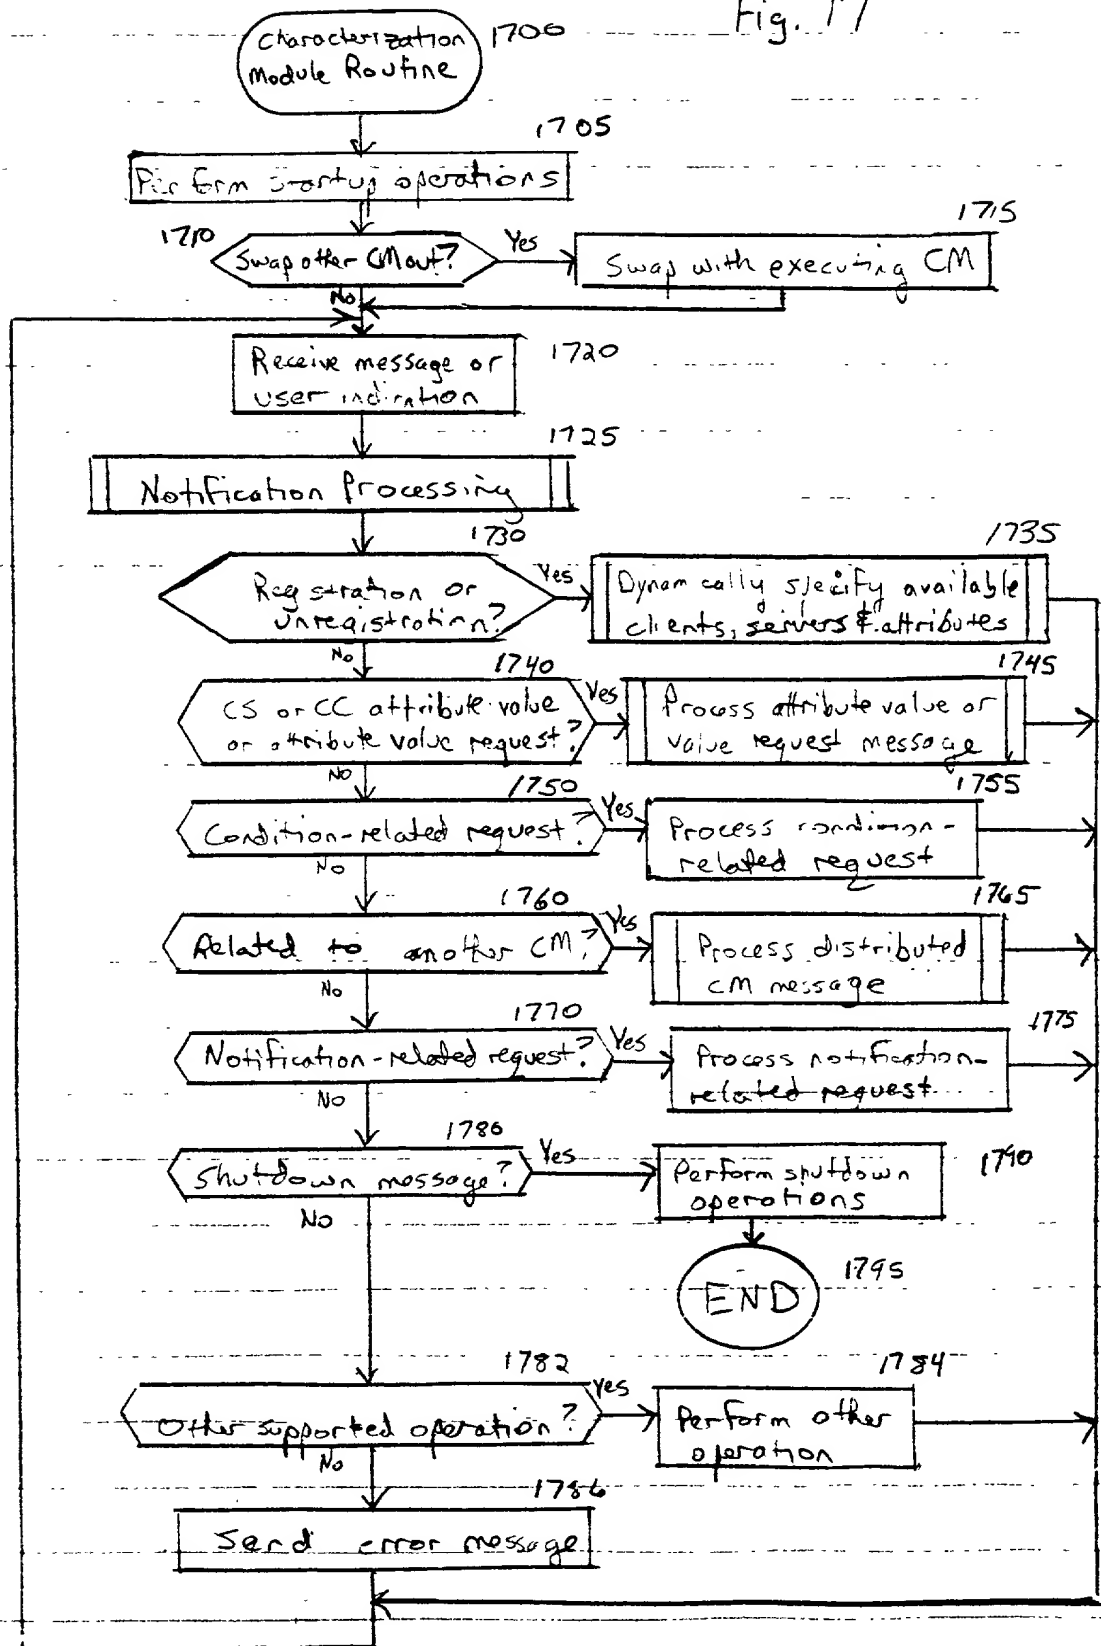 Fig. 17
Characterization
Module Routine
1700
1705
Perform startup operations
1710
Swap other CM out?
Yes
1715
Swap with executing CM
No
Receive message or
user indication
1720
1725
Notification Processing
1730
Registration or
unregistration?
Yes
1735
Dynamically specify available
clients, servers & attributes
No
1740
CS or CC attribute value
or attribute value request?
Yes
1745
Process attribute value or
value request message
No
1750
Condition-related request?
Yes
1755
Process condition-
related request
No
1760
Related to another CM?
Yes
1765
Process distributed
CM message
No
1770
Notification-related request?
Yes
1775
Process notification-
related request
No
1780
Shutdown message?
Yes
Perform shutdown
operations
1790
No
END
1795
1782
Other supported operation?
Yes
1784
Perform other
operation
No
1786
Send error message